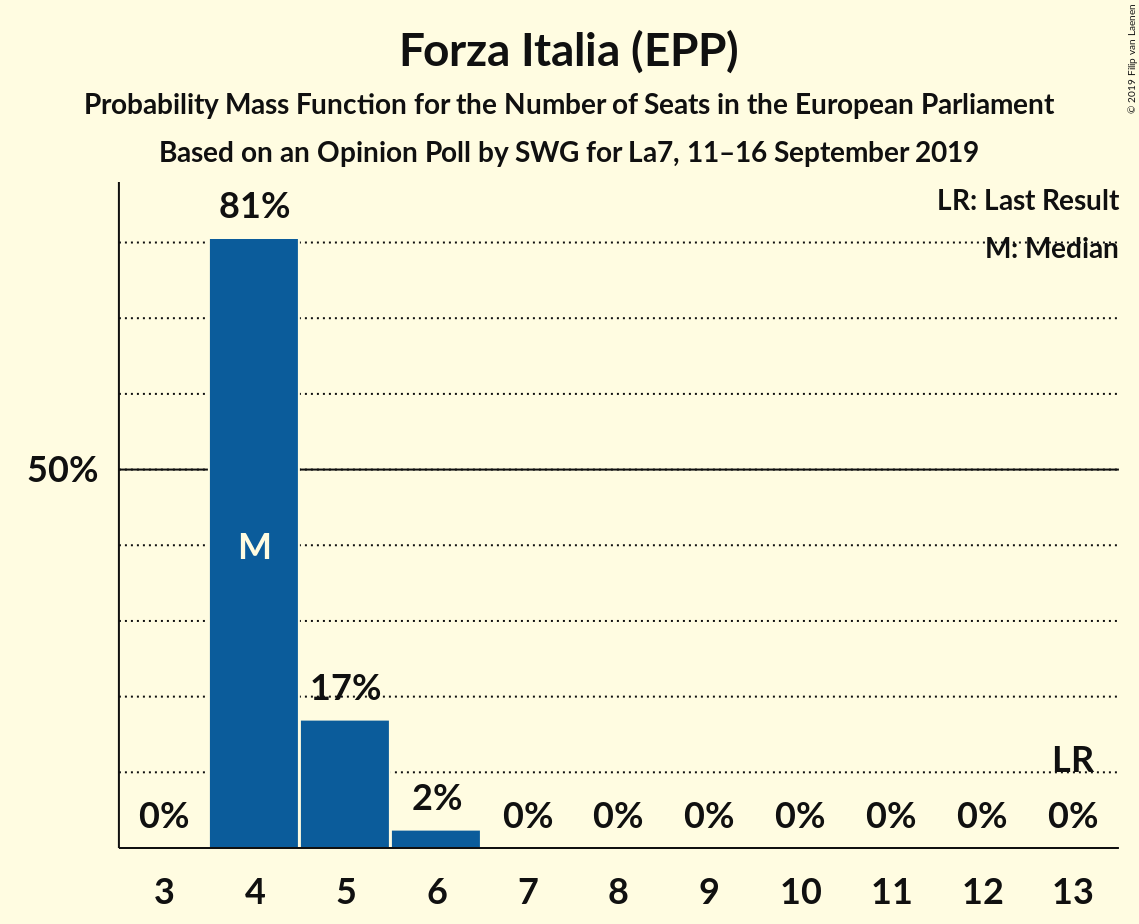 Forza Italia (EPP)
Probability Mass Function for the Number of Seats in the European Parliament
Based on an Opinion Poll by SWG for La7, 11–16 September 2019
© 2019 Filip van Laenen
LR: Last Result
M: Median
81%
50%
M
17%
LR
2%
0% 0% 0% 0% 0% 0% 0% 0%
3 4 5 6 7 8 9 10 11 12 13